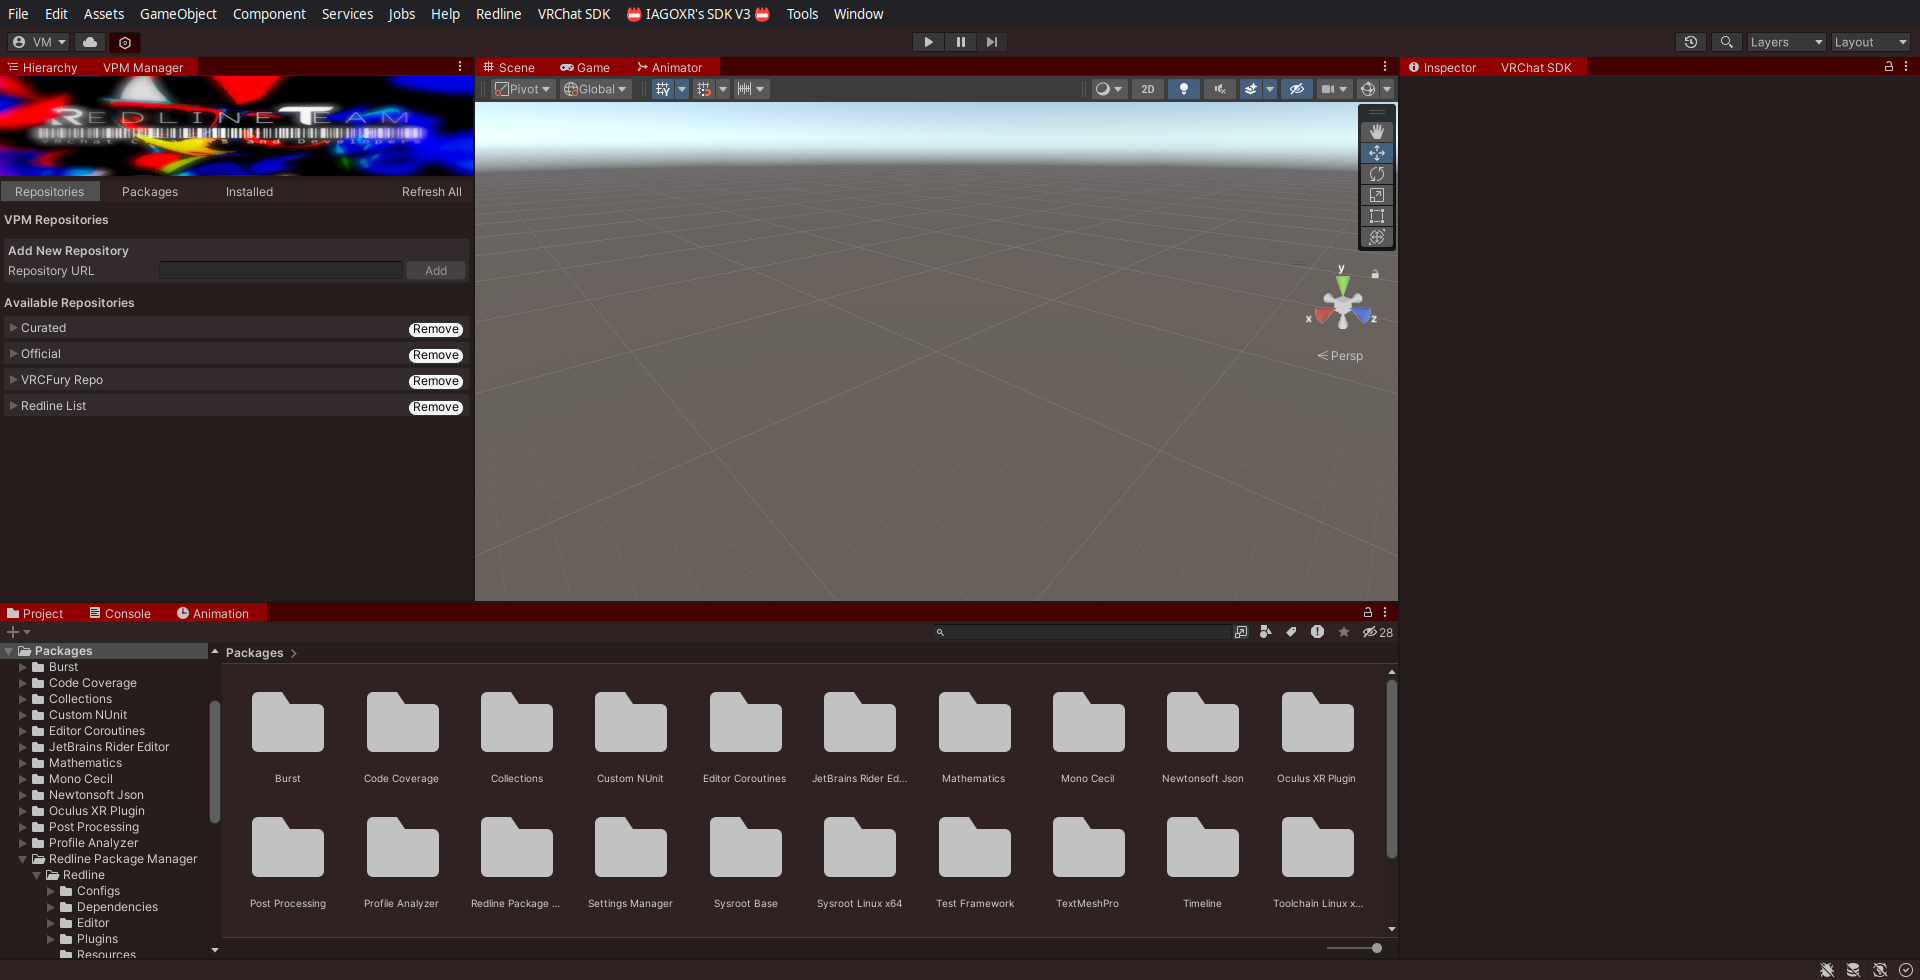 File Edit Assets GameObject Component Services Jobs Help Redline VRChat SDK IAGOXR's SDK V3 Tools Window
VM Layers Layout
Hierarchy VPM Manager
REDLINE TEAM
VRChat Creators and Developers
Repositories Packages Installed Refresh All
VPM Repositories
Add New Repository
Repository URL Add
Available Repositories
Curated Remove
Official Remove
VRCFury Repo Remove
Redline List Remove
Scene Game Animator
Pivot Global 2D
y
x z
Persp
Inspector VRChat SDK
Project Console Animation
28
Packages
Burst
Code Coverage
Collections
Custom NUnit
Editor Coroutines
JetBrains Rider Editor
Mathematics
Mono Cecil
Newtonsoft Json
Oculus XR Plugin
Post Processing
Profile Analyzer
Redline Package Manager
Redline
Configs
Dependencies
Editor
Plugins
Resources
Packages
Burst Code Coverage Collections Custom NUnit Editor Coroutines JetBrains Rider Ed... Mathematics Mono Cecil Newtonsoft Json Oculus XR Plugin
Post Processing Profile Analyzer Redline Package ... Settings Manager Sysroot Base Sysroot Linux x64 Test Framework TextMeshPro Timeline Toolchain Linux x...